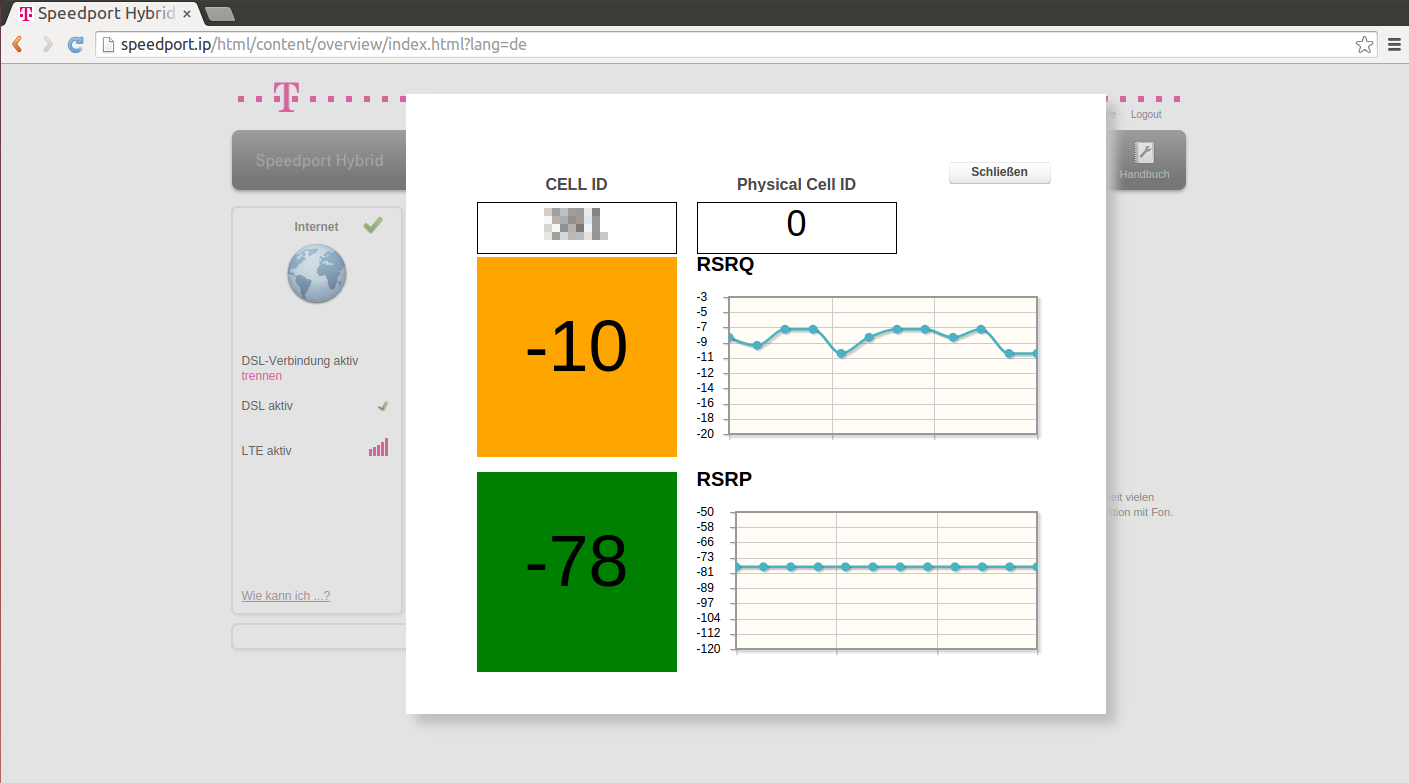 Speedport Hybrid
speedport.ip/html/content/overview/index.html?lang=de
T
Logout
Speedport Hybrid
Handbuch
Schließen
CELL ID
Physical Cell ID
0
Internet
DSL-Verbindung aktiv
trennen
DSL aktiv
LTE aktiv
Wie kann ich ...?
-10
RSRQ
-3
-5
-7
-9
-11
-12
-14
-16
-18
-20
-78
RSRP
-50
-58
-66
-73
-81
-89
-97
-104
-112
-120
vielen
mit Fon.